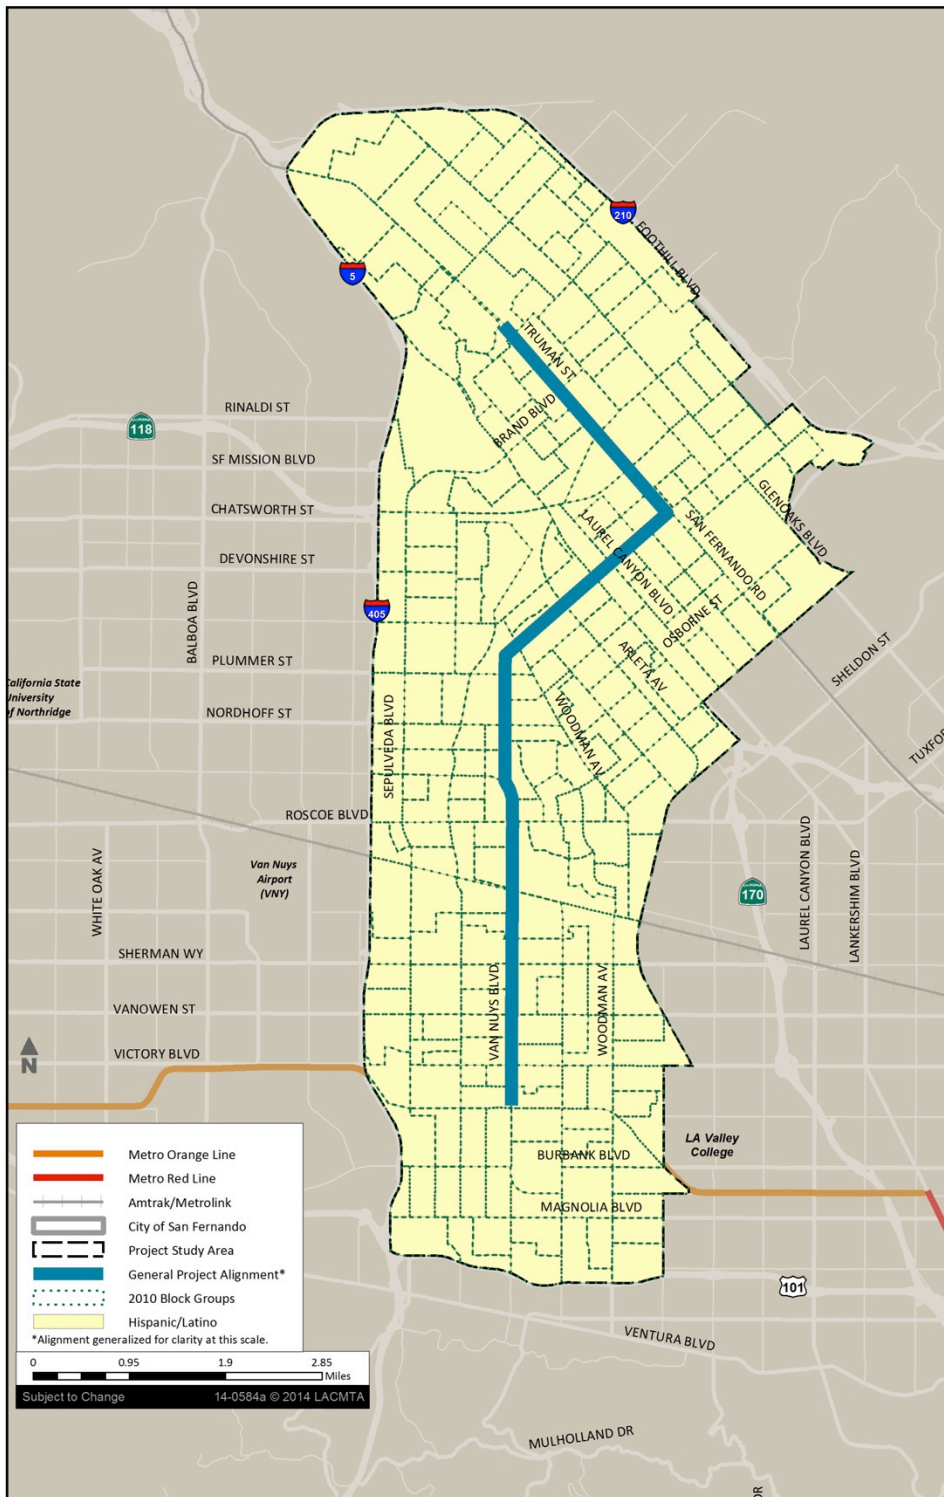 210
FOOTHILL BLVD
5
TRUMAN ST
RINALDI ST
CALIFORNIA
118
BRAND BLVD
SF MISSION BLVD
CHATSWORTH ST
GLENOAKS BLVD
LAUREL CANYON BLVD
SAN FERNANDO RD
DEVONSHIRE ST
BALBOA BLVD
405
OSBORNE ST
ARLETA AV
SHELDON ST
PLUMMER ST
California State
University
of Northridge
NORDHOFF ST
SEPULVEDA BLVD
WOODMAN AV
TUXFOR
ROSCOE BLVD
WHITE OAK AV
Van Nuys
Airport
(VNY)
CALIFORNIA
170
LAUREL CANYON BLVD
LANKERSHIM BLVD
SHERMAN WY
VAN NUYS BLVD
WOODMAN AV
VANOWEN ST
N
VICTORY BLVD
LA Valley
College
BURBANK BLVD
MAGNOLIA BLVD
101
VENTURA BLVD
MULHOLLAND DR
OR
Metro Orange Line
Metro Red Line
Amtrak/Metrolink
City of San Fernando
Project Study Area
General Project Alignment*
2010 Block Groups
Hispanic/Latino
*Alignment generalized for clarity at this scale.
0 0.95 1.9 2.85
Miles
Subject to Change 14-0584a © 2014 LACMTA